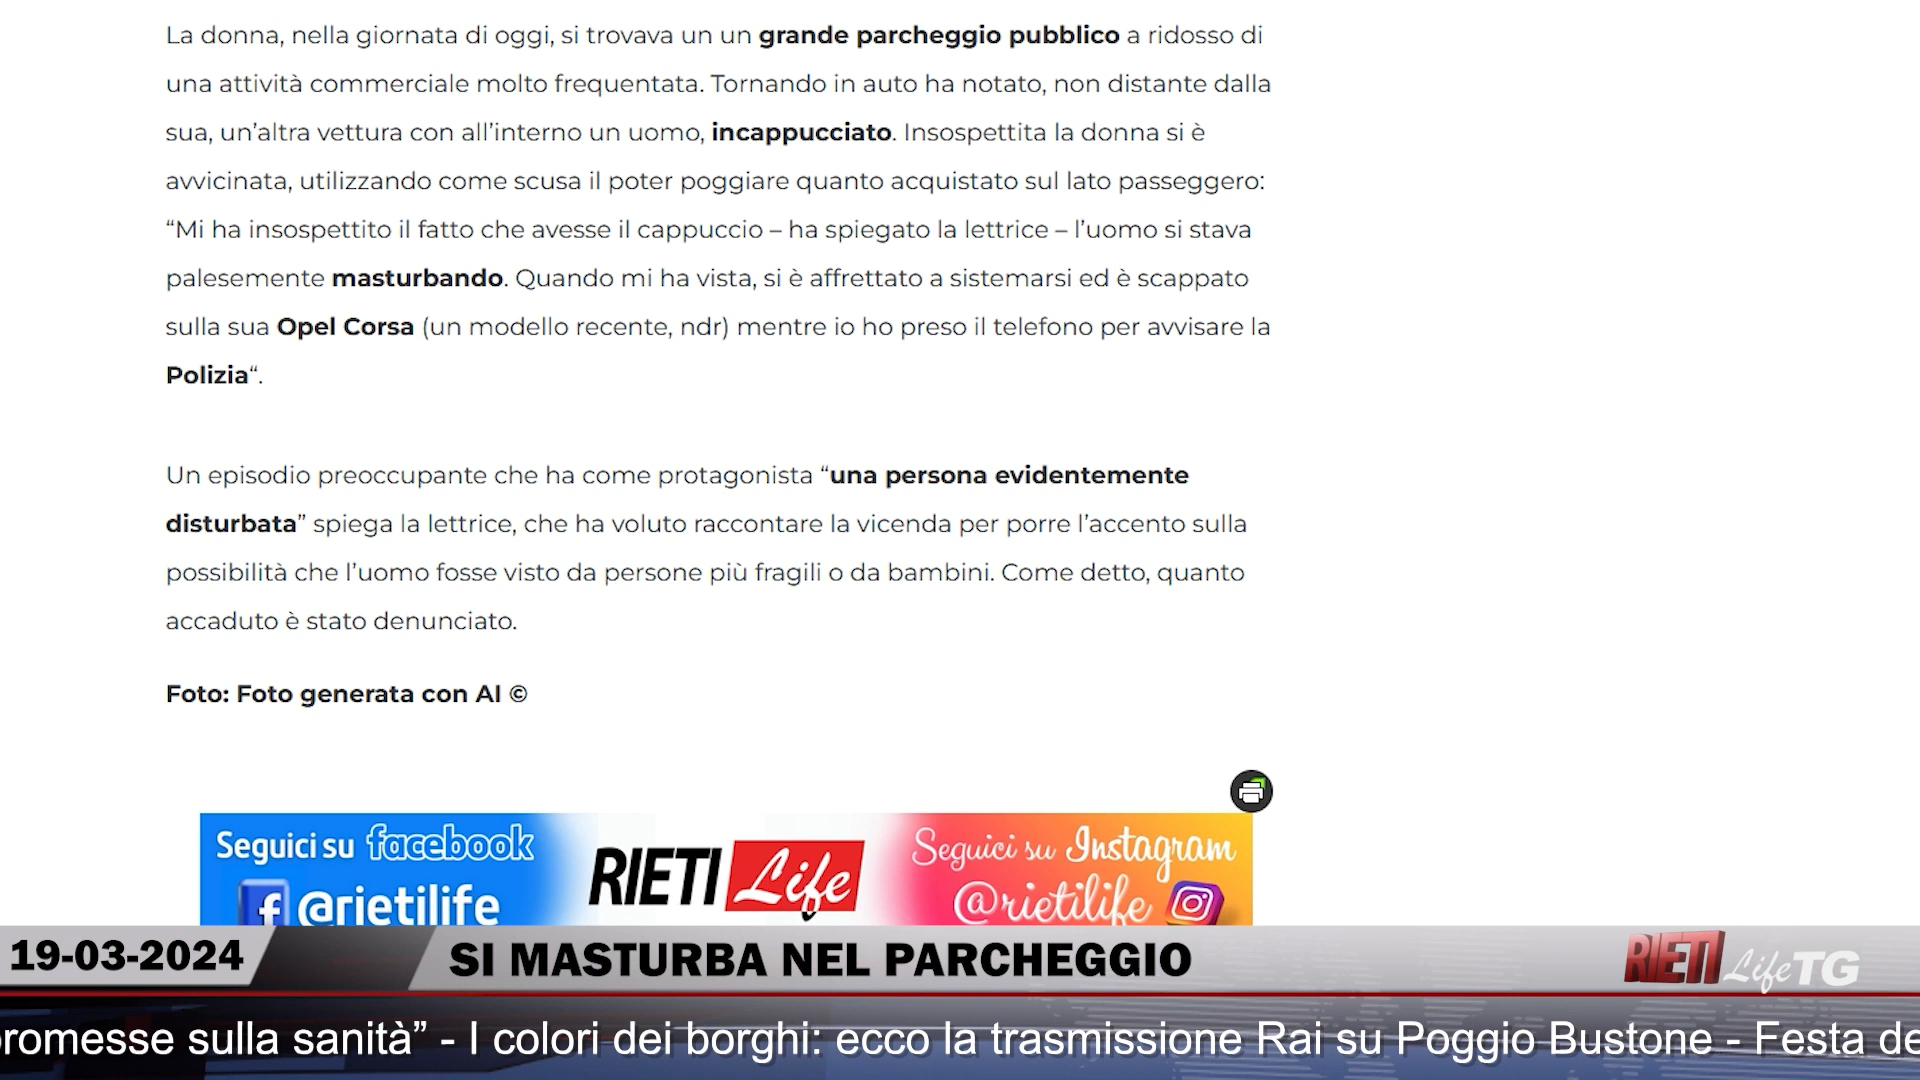 La donna, nella giornata di oggi, si trovava un un grande parcheggio pubblico a ridosso di
una attività commerciale molto frequentata. Tornando in auto ha notato, non distante dalla
sua, un’altra vettura con all’interno un uomo, incappucciato. Insospettita la donna si è
avvicinata, utilizzando come scusa il poter poggiare quanto acquistato sul lato passeggero:
“Mi ha insospettito il fatto che avesse il cappuccio – ha spiegato la lettrice – l’uomo si stava
palesemente masturbando. Quando mi ha vista, si è affrettato a sistemarsi ed è scappato
sulla sua Opel Corsa (un modello recente, ndr) mentre io ho preso il telefono per avvisare la
Polizia“.
Un episodio preoccupante che ha come protagonista “una persona evidentemente
disturbata” spiega la lettrice, che ha voluto raccontare la vicenda per porre l’accento sulla
possibilità che l’uomo fosse visto da persone più fragili o da bambini. Come detto, quanto
accaduto è stato denunciato.
Foto: Foto generata con AI ©
Seguici su facebook
@rietilife
RIETI Life
Seguici su Instagram
@rietilife
19-03-2024
SI MASTURBA NEL PARCHEGGIO
RIETI Life TG
promesse sulla sanità” - I colori dei borghi: ecco la trasmissione Rai su Poggio Bustone - Festa de